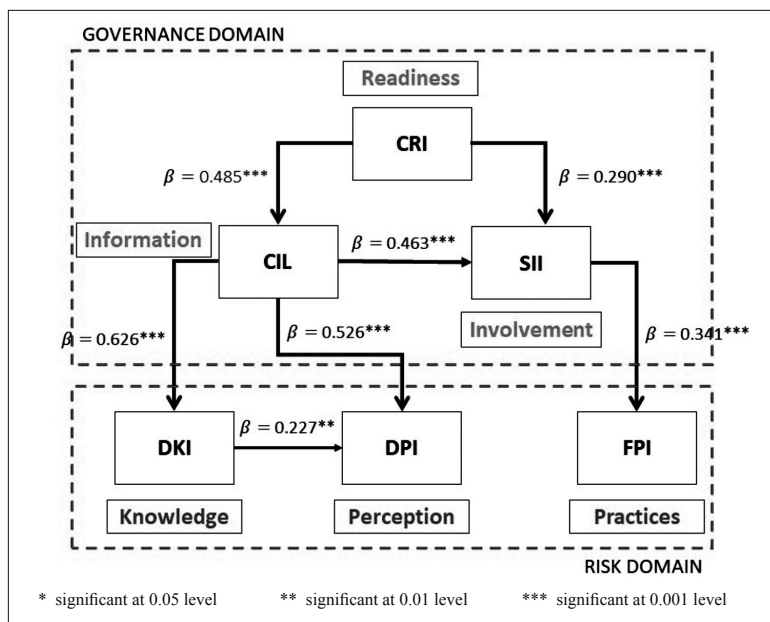 GOVERNANCE DOMAIN
Readiness
CRI
β = 0.485***
β = 0.290***
Information
CIL
β = 0.463***
SII
β = 0.526***
Involvement
β = 0.626***
β = 0.341***
DKI
β = 0.227**
DPI
FPI
Knowledge
Perception
Practices
RISK DOMAIN
* significant at 0.05 level ** significant at 0.01 level *** significant at 0.001 level